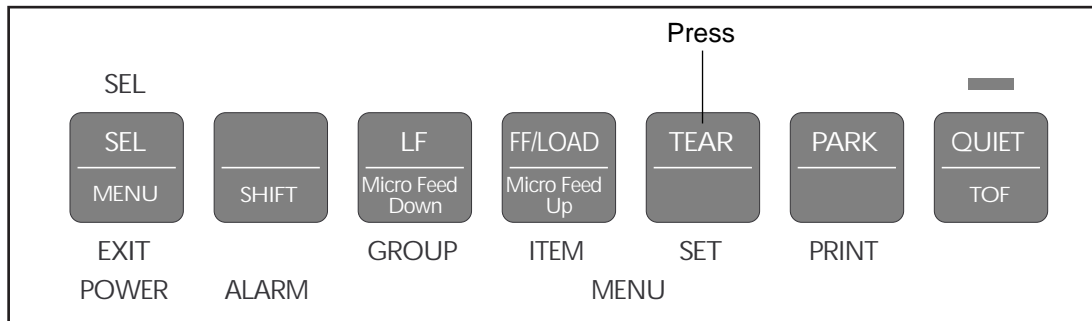 Press
SEL
SEL
MENU
SHIFT
LF
Micro Feed
Down
FF/LOAD
Micro Feed
Up
TEAR
PARK
QUIET
TOF
EXIT GROUP ITEM SET PRINT
POWER ALARM MENU